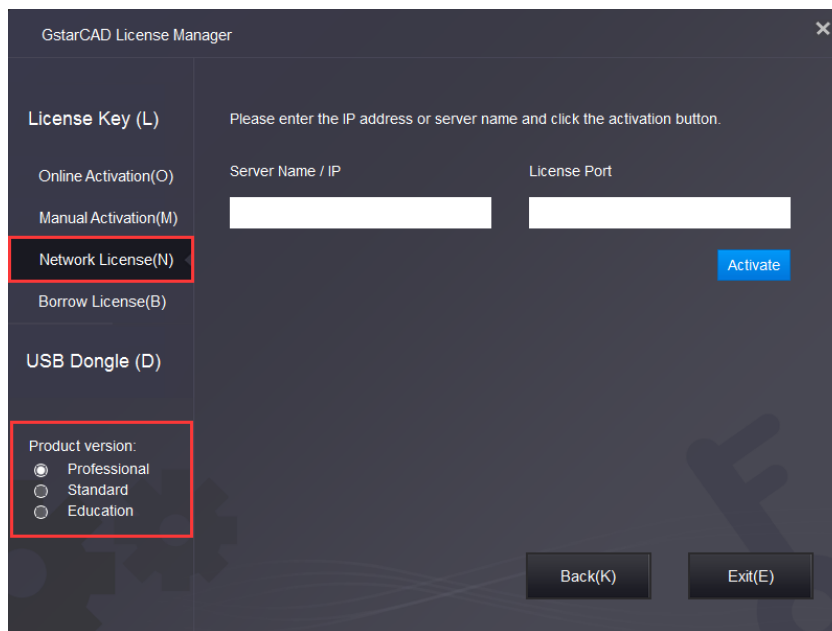 GstarCAD License Manager
License Key (L)
Online Activation(O)
Manual Activation(M)
Network License(N)
Borrow License(B)
USB Dongle (D)
Product version:
Professional
Standard
Education
Please enter the IP address or server name and click the activation button.
Server Name / IP
License Port
Activate
Back(K)
Exit(E)